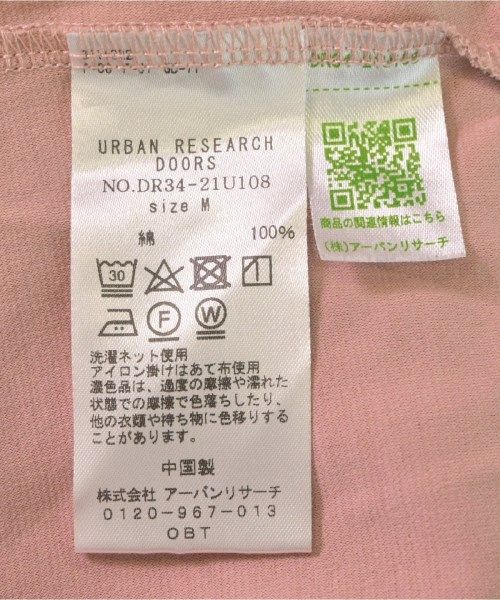 URBAN RESEARCH
DOORS
NO.DR34-21U108
size M
綿 100%
30
F W
洗濯ネット使用
アイロン掛けはあて布使用
濃色品は、過度の摩擦や濡れた
状態での摩擦で色落ちしたり、
他の衣類や持ち物に色移りする
ことがあります。
中国製
株式会社 アーバンリサーチ
0120-967-013
OBT
商品の関連情報はこちら
(株)アーバンリサーチ